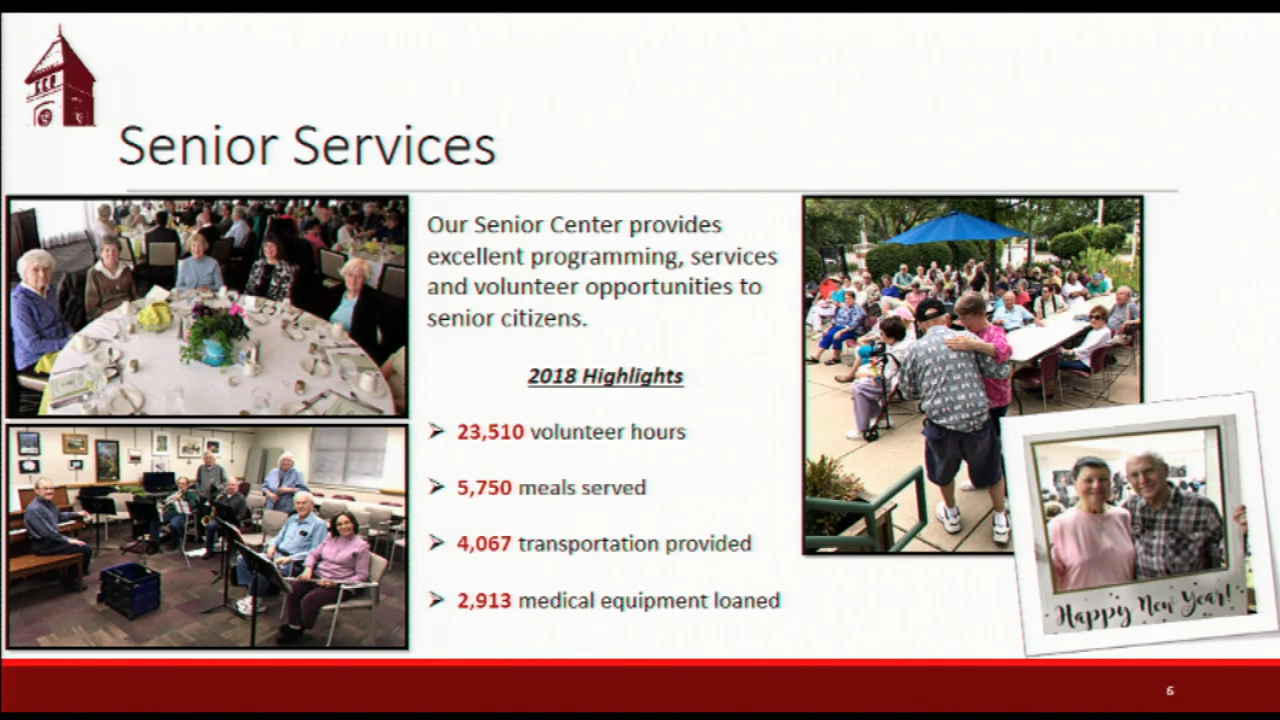 Senior Services
Our Senior Center provides
excellent programming, services
and volunteer opportunities to
senior citizens.
2018 Highlights
➢ 23,510 volunteer hours
➢ 5,750 meals served
➢ 4,067 transportation provided
➢ 2,913 medical equipment loaned
Happy New Year!
6